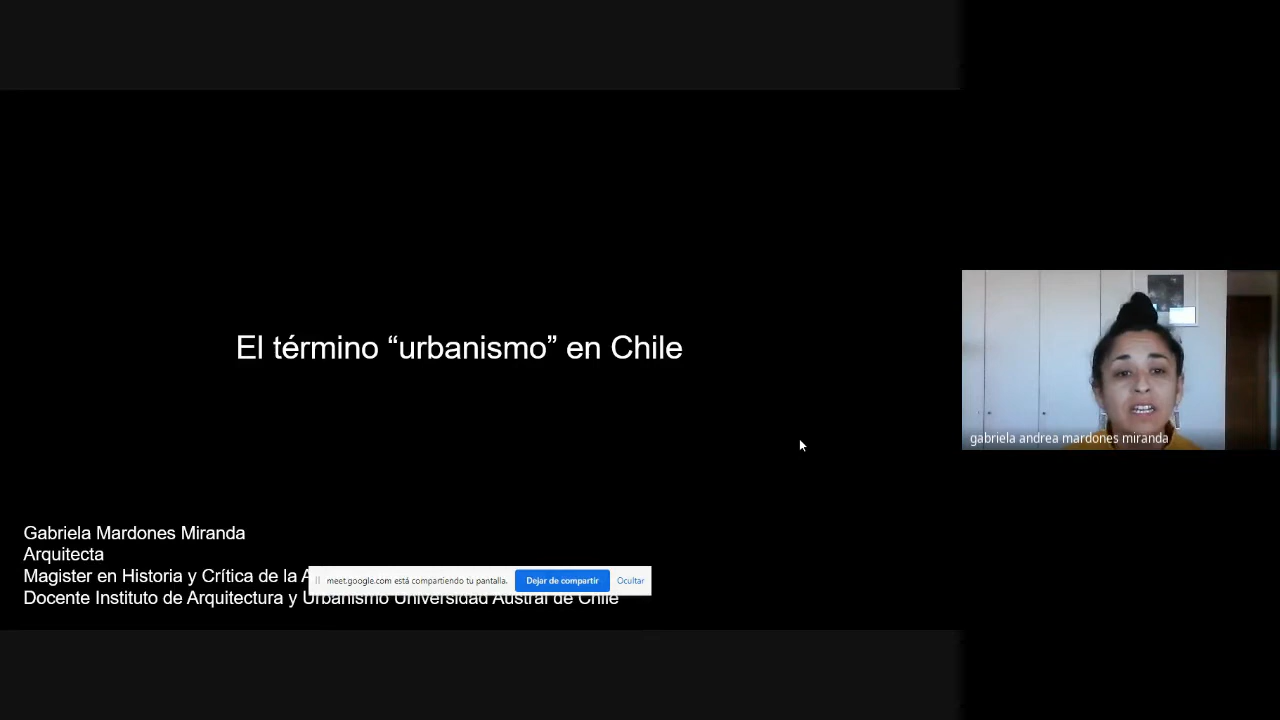 El término “urbanismo” en Chile
gabriela andrea mardones miranda
Gabriela Mardones Miranda
Arquitecta
Magister en Historia y Crítica de la A
meet.google.com está compartiendo tu pantalla.
Dejar de compartir
Ocultar
Docente Instituto de Arquitectura y Urbanismo Universidad Austral de Chile